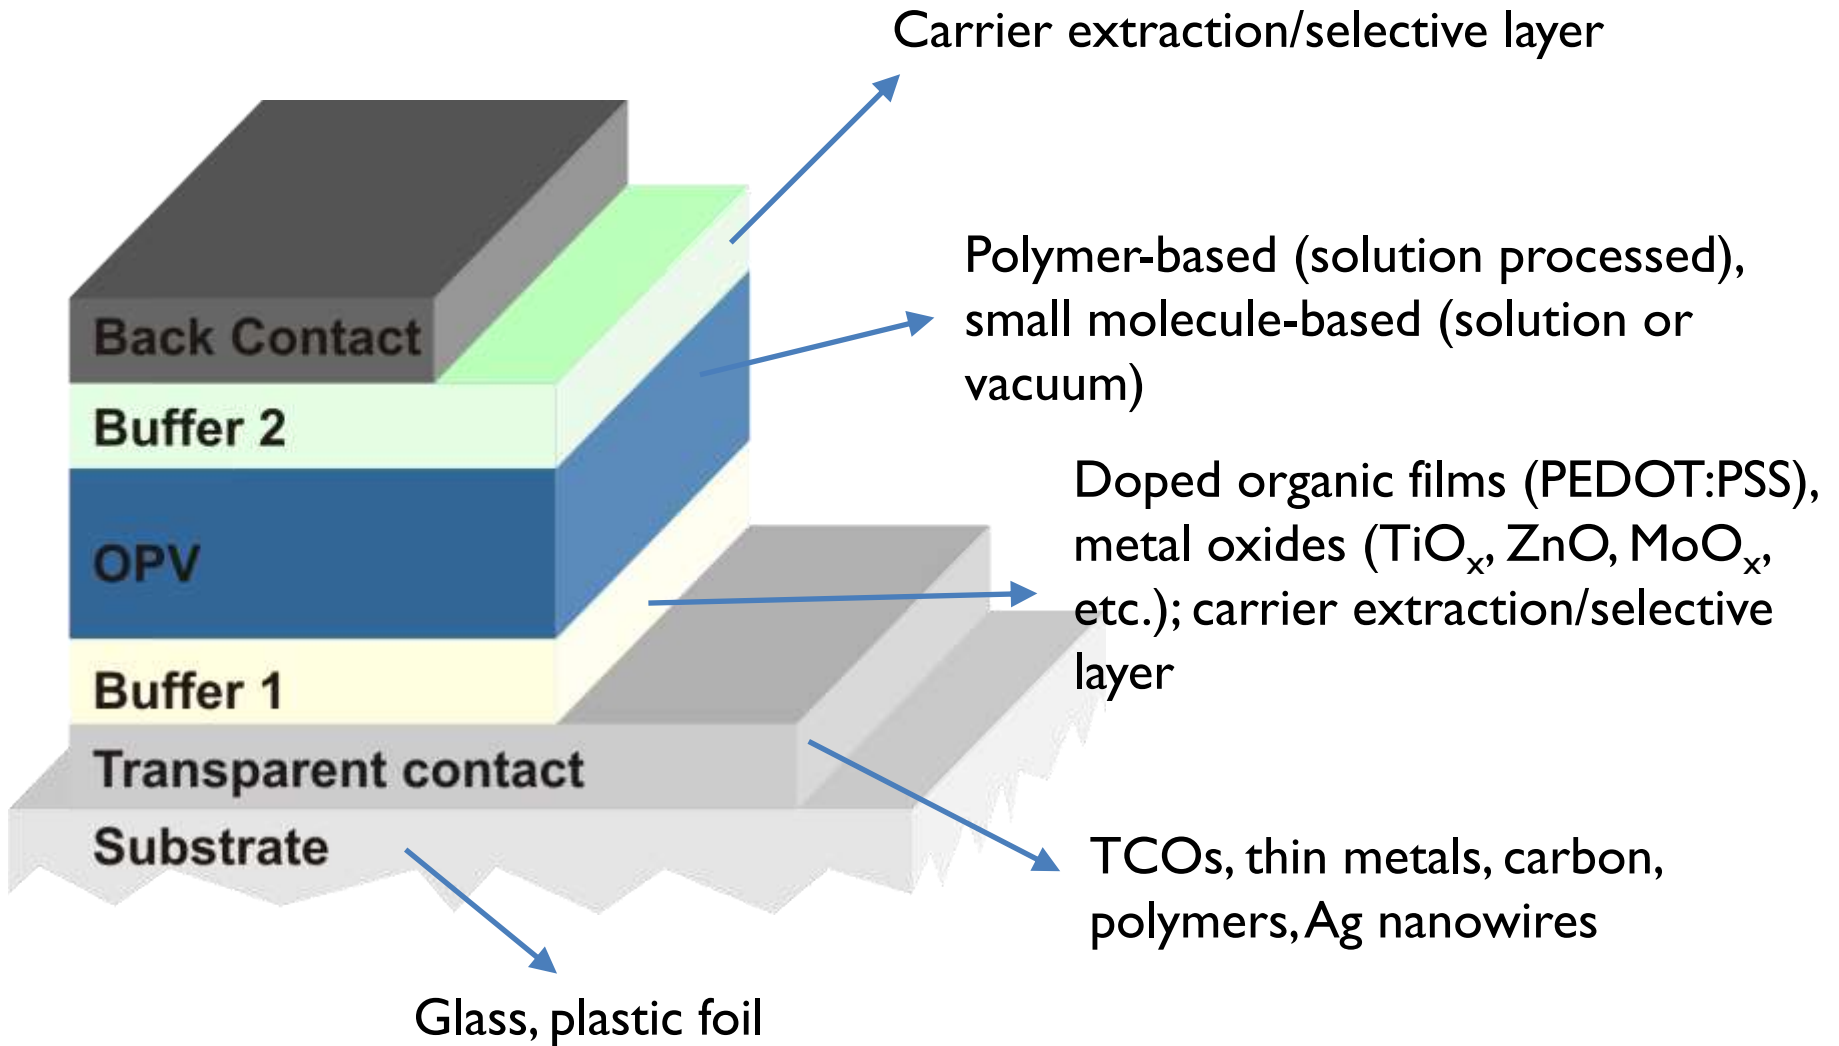 Carrier extraction/selective layer
Polymer-based (solution processed),
small molecule-based (solution or
vacuum)
Back Contact
Buffer 2
Doped organic films (PEDOT:PSS),
metal oxides (TiOₓ, ZnO, MoOₓ,
etc.); carrier extraction/selective
layer
OPV
Buffer 1
Transparent contact
Substrate
TCOs, thin metals, carbon,
polymers, Ag nanowires
Glass, plastic foil